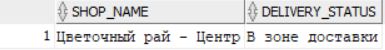 SHOP_NAME DELIVERY_STATUS
1 Цветочный рай - Центр В зоне доставки